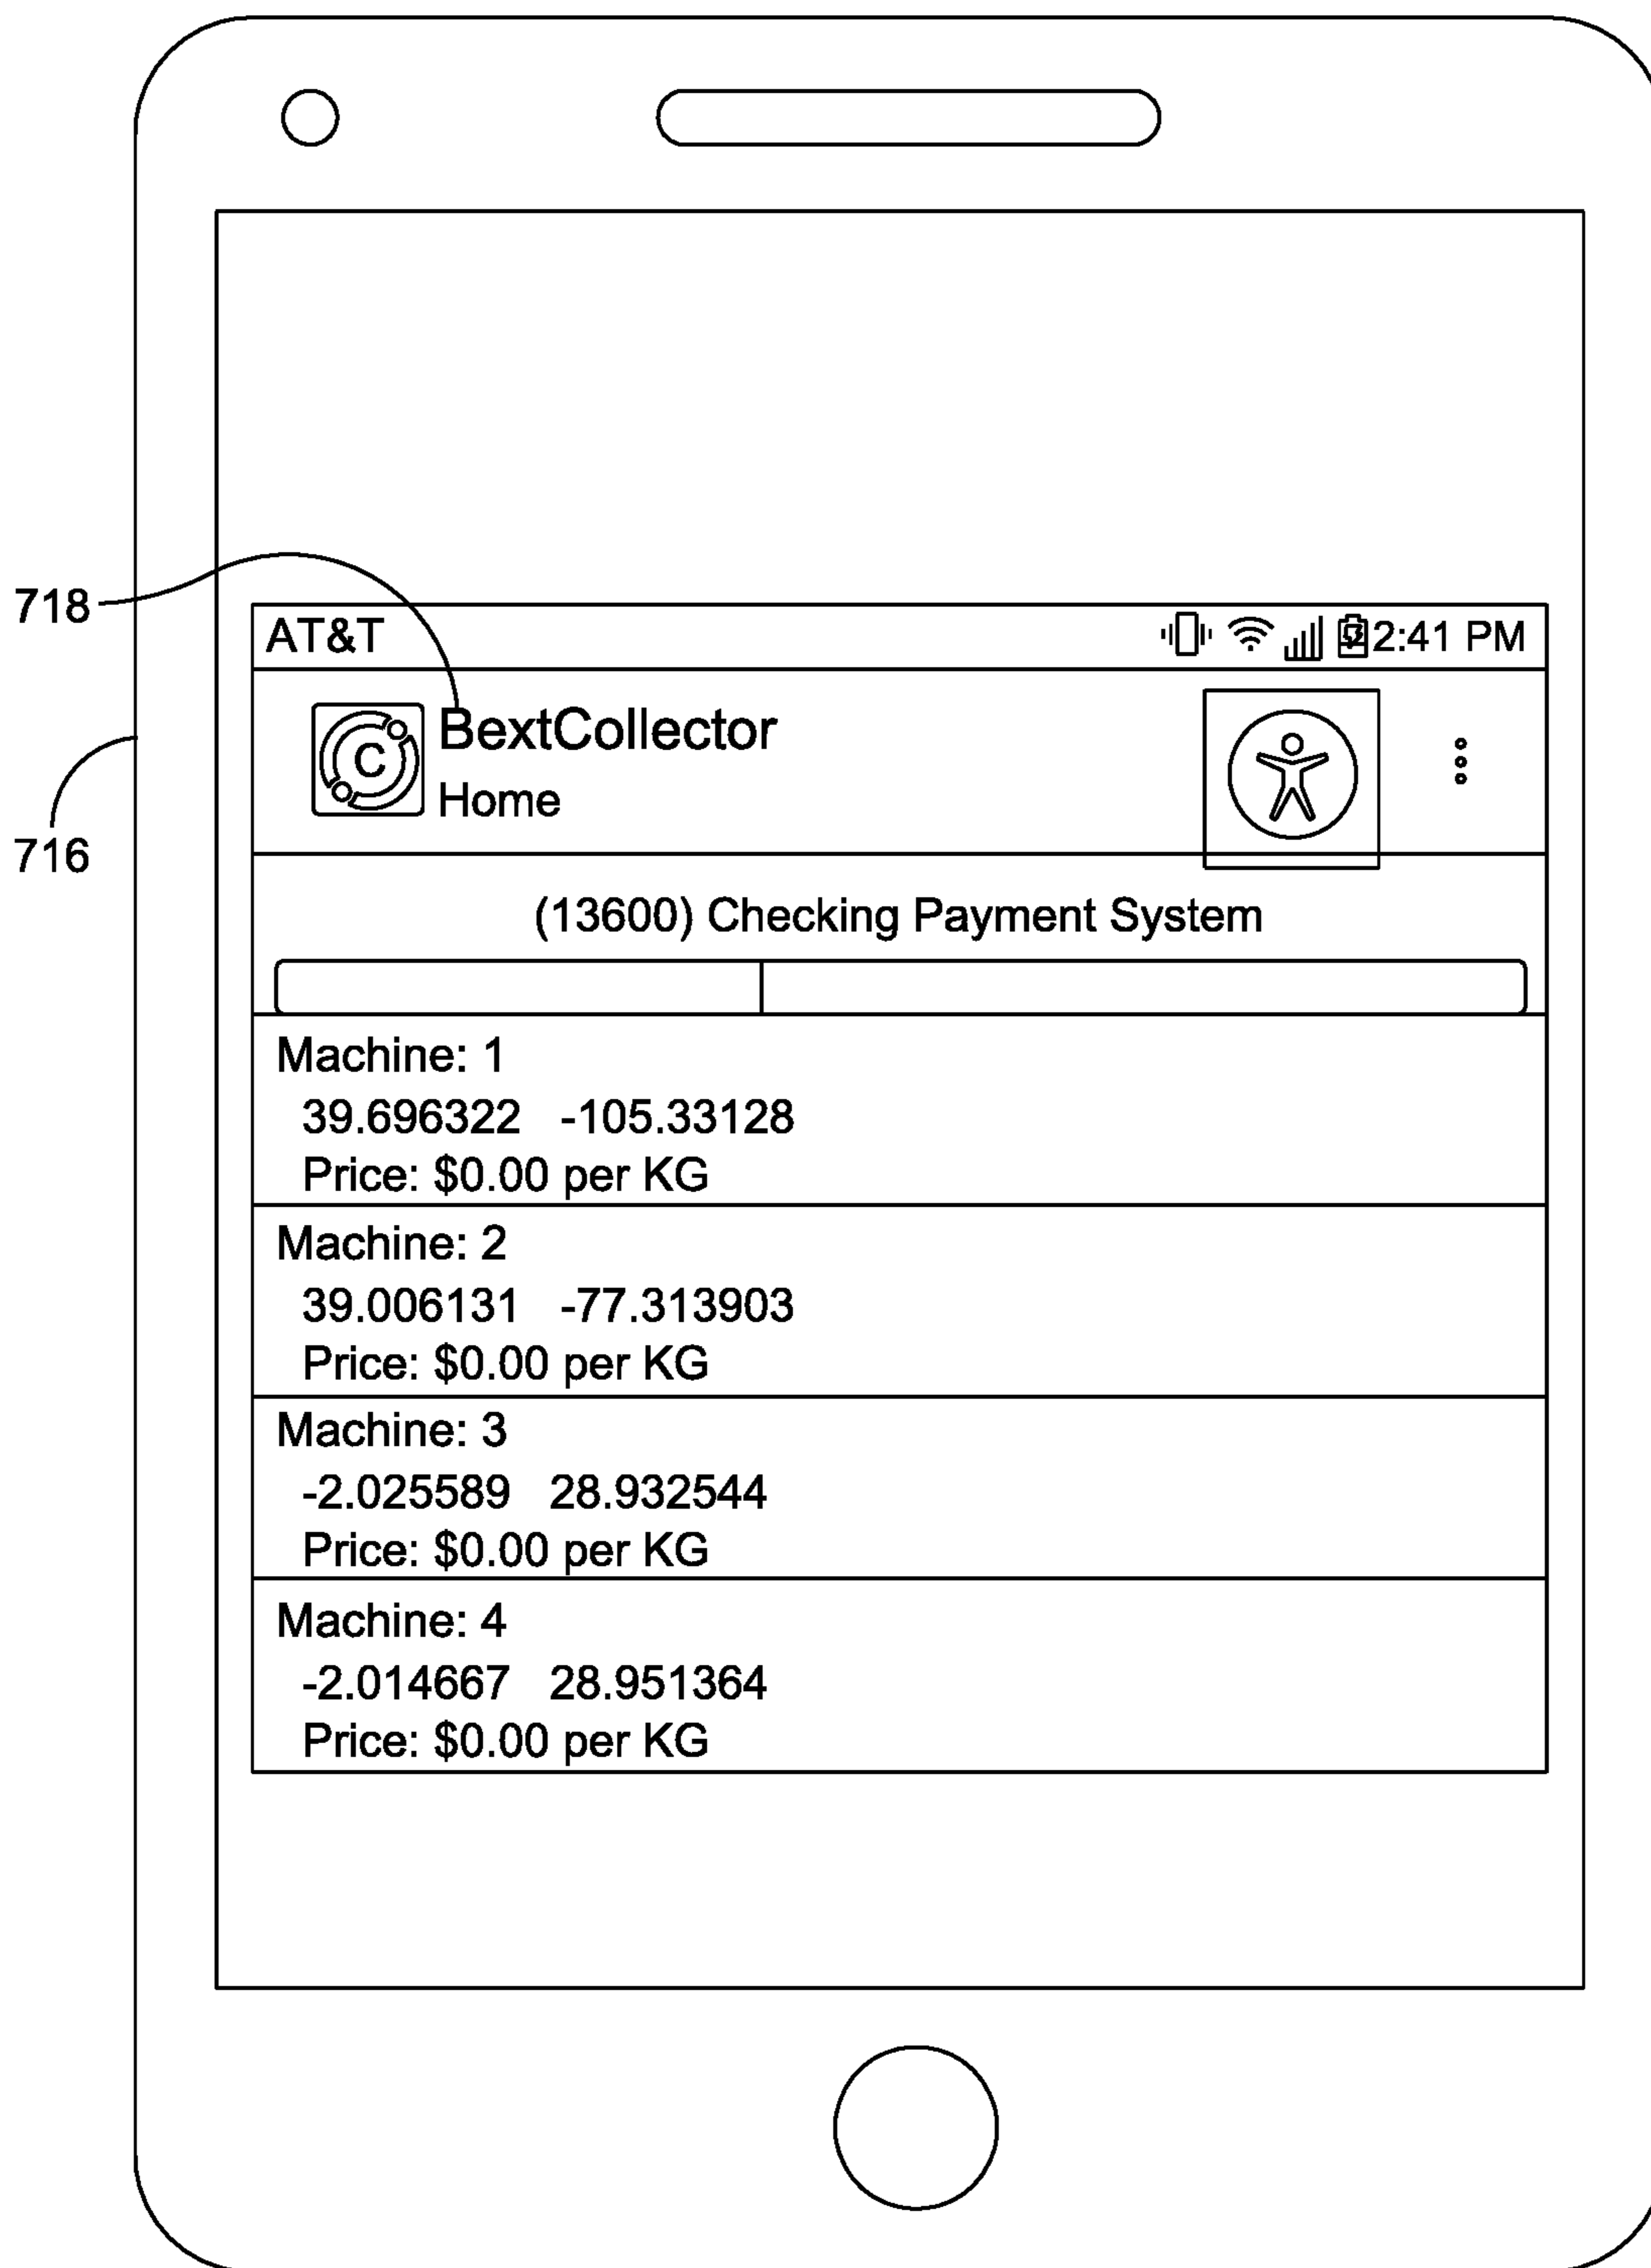 718
AT&T 2:41 PM
C
BextCollector
Home
716
(13600) Checking Payment System
Machine: 1
39.696322 -105.33128
Price: $0.00 per KG
Machine: 2
39.006131 -77.313903
Price: $0.00 per KG
Machine: 3
-2.025589 28.932544
Price: $0.00 per KG
Machine: 4
-2.014667 28.951364
Price: $0.00 per KG